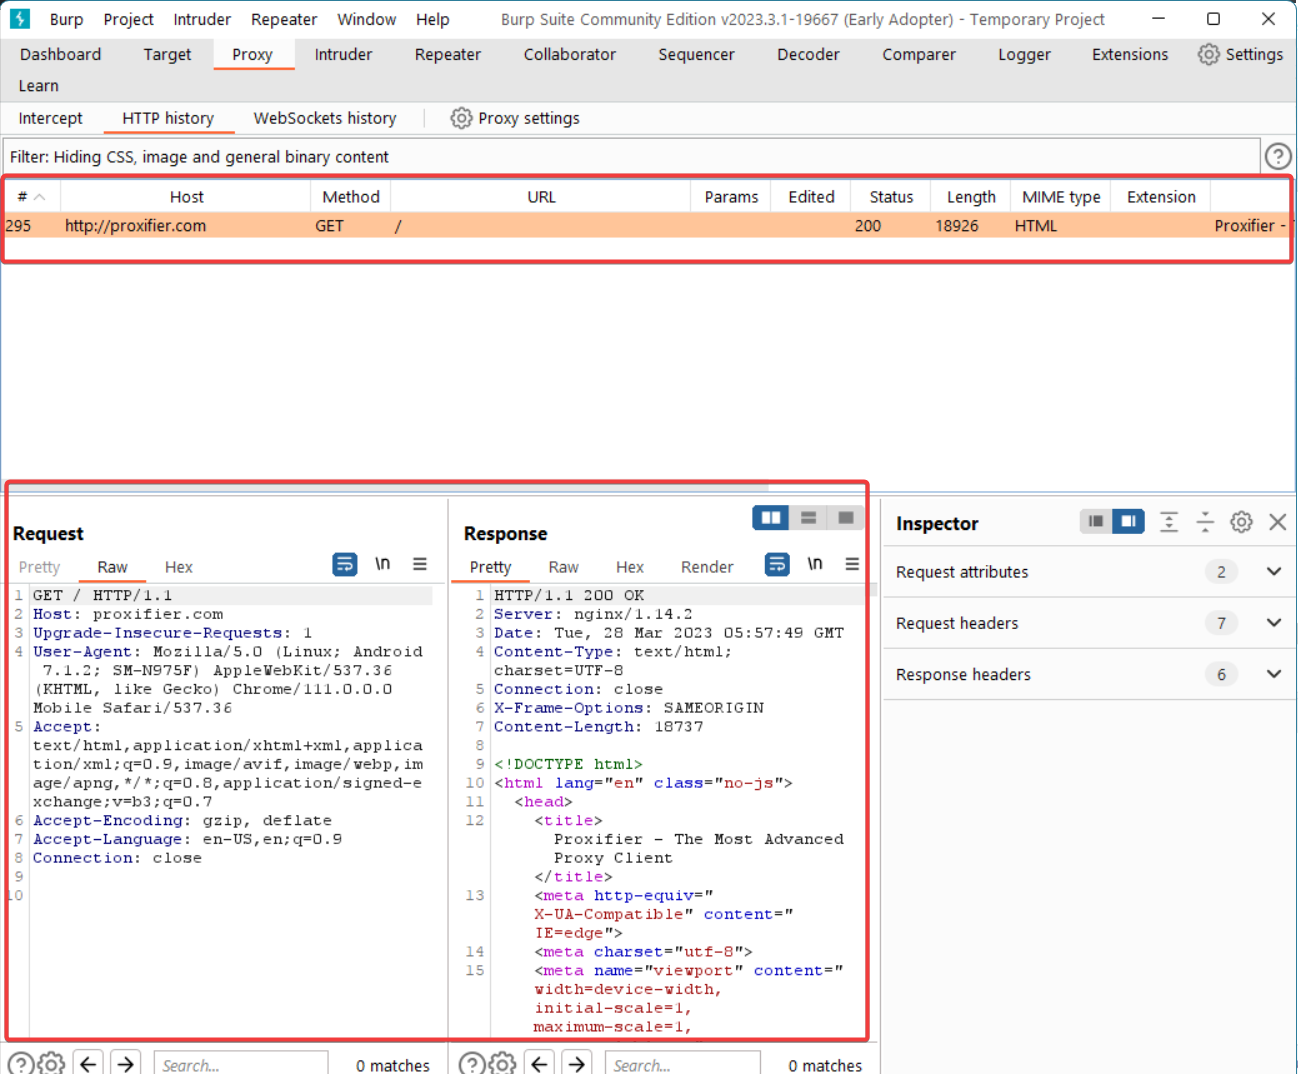 Burp Project Intruder Repeater Window Help Burp Suite Community Edition v2023.3.1-19667 (Early Adopter) - Temporary Project
Dashboard Target Proxy Intruder Repeater Collaborator Sequencer Decoder Comparer Logger Extensions Settings
Learn
Intercept HTTP history WebSockets history Proxy settings
Filter: Hiding CSS, image and general binary content
# Host Method URL Params Edited Status Length MIME type Extension
295 http://proxifier.com GET / 200 18926 HTML Proxifier -
Request
Pretty Raw Hex \n
1 GET / HTTP/1.1
2 Host: proxifier.com
3 Upgrade-Insecure-Requests: 1
4 User-Agent: Mozilla/5.0 (Linux; Android
7.1.2; SM-N975F) AppleWebKit/537.36
(KHTML, like Gecko) Chrome/111.0.0.0
Mobile Safari/537.36
5 Accept:
text/html,application/xhtml+xml,applica
tion/xml;q=0.9,image/avif,image/webp,im
age/apng,*/*;q=0.8,application/signed-e
xchange;v=b3;q=0.7
6 Accept-Encoding: gzip, deflate
7 Accept-Language: en-US,en;q=0.9
8 Connection: close
9
10
Search... 0 matches
Response
Pretty Raw Hex Render \n
1 HTTP/1.1 200 OK
2 Server: nginx/1.14.2
3 Date: Tue, 28 Mar 2023 05:57:49 GMT
4 Content-Type: text/html;
charset=UTF-8
5 Connection: close
6 X-Frame-Options: SAMEORIGIN
7 Content-Length: 18737
8
9 <!DOCTYPE html>
10 <html lang="en" class="no-js">
11 <head>
12 <title>
Proxifier - The Most Advanced
Proxy Client
</title>
13 <meta http-equiv="
X-UA-Compatible" content="
IE=edge">
14 <meta charset="utf-8">
15 <meta name="viewport" content="
width=device-width,
initial-scale=1,
maximum-scale=1,
Search... 0 matches
Inspector
Request attributes 2
Request headers 7
Response headers 6